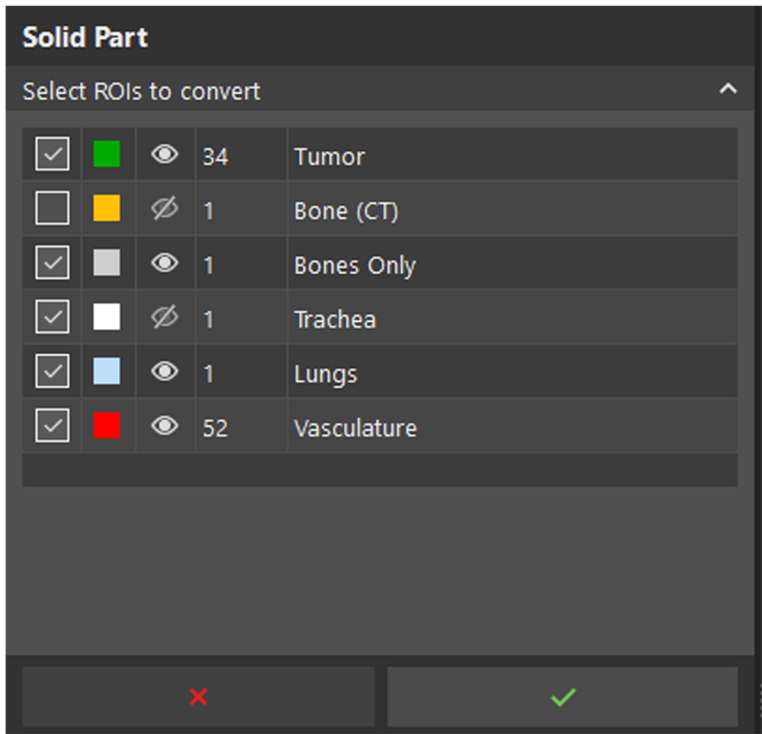 Solid Part
Select ROIs to convert
34 Tumor
1 Bone (CT)
1 Bones Only
1 Trachea
1 Lungs
52 Vasculature